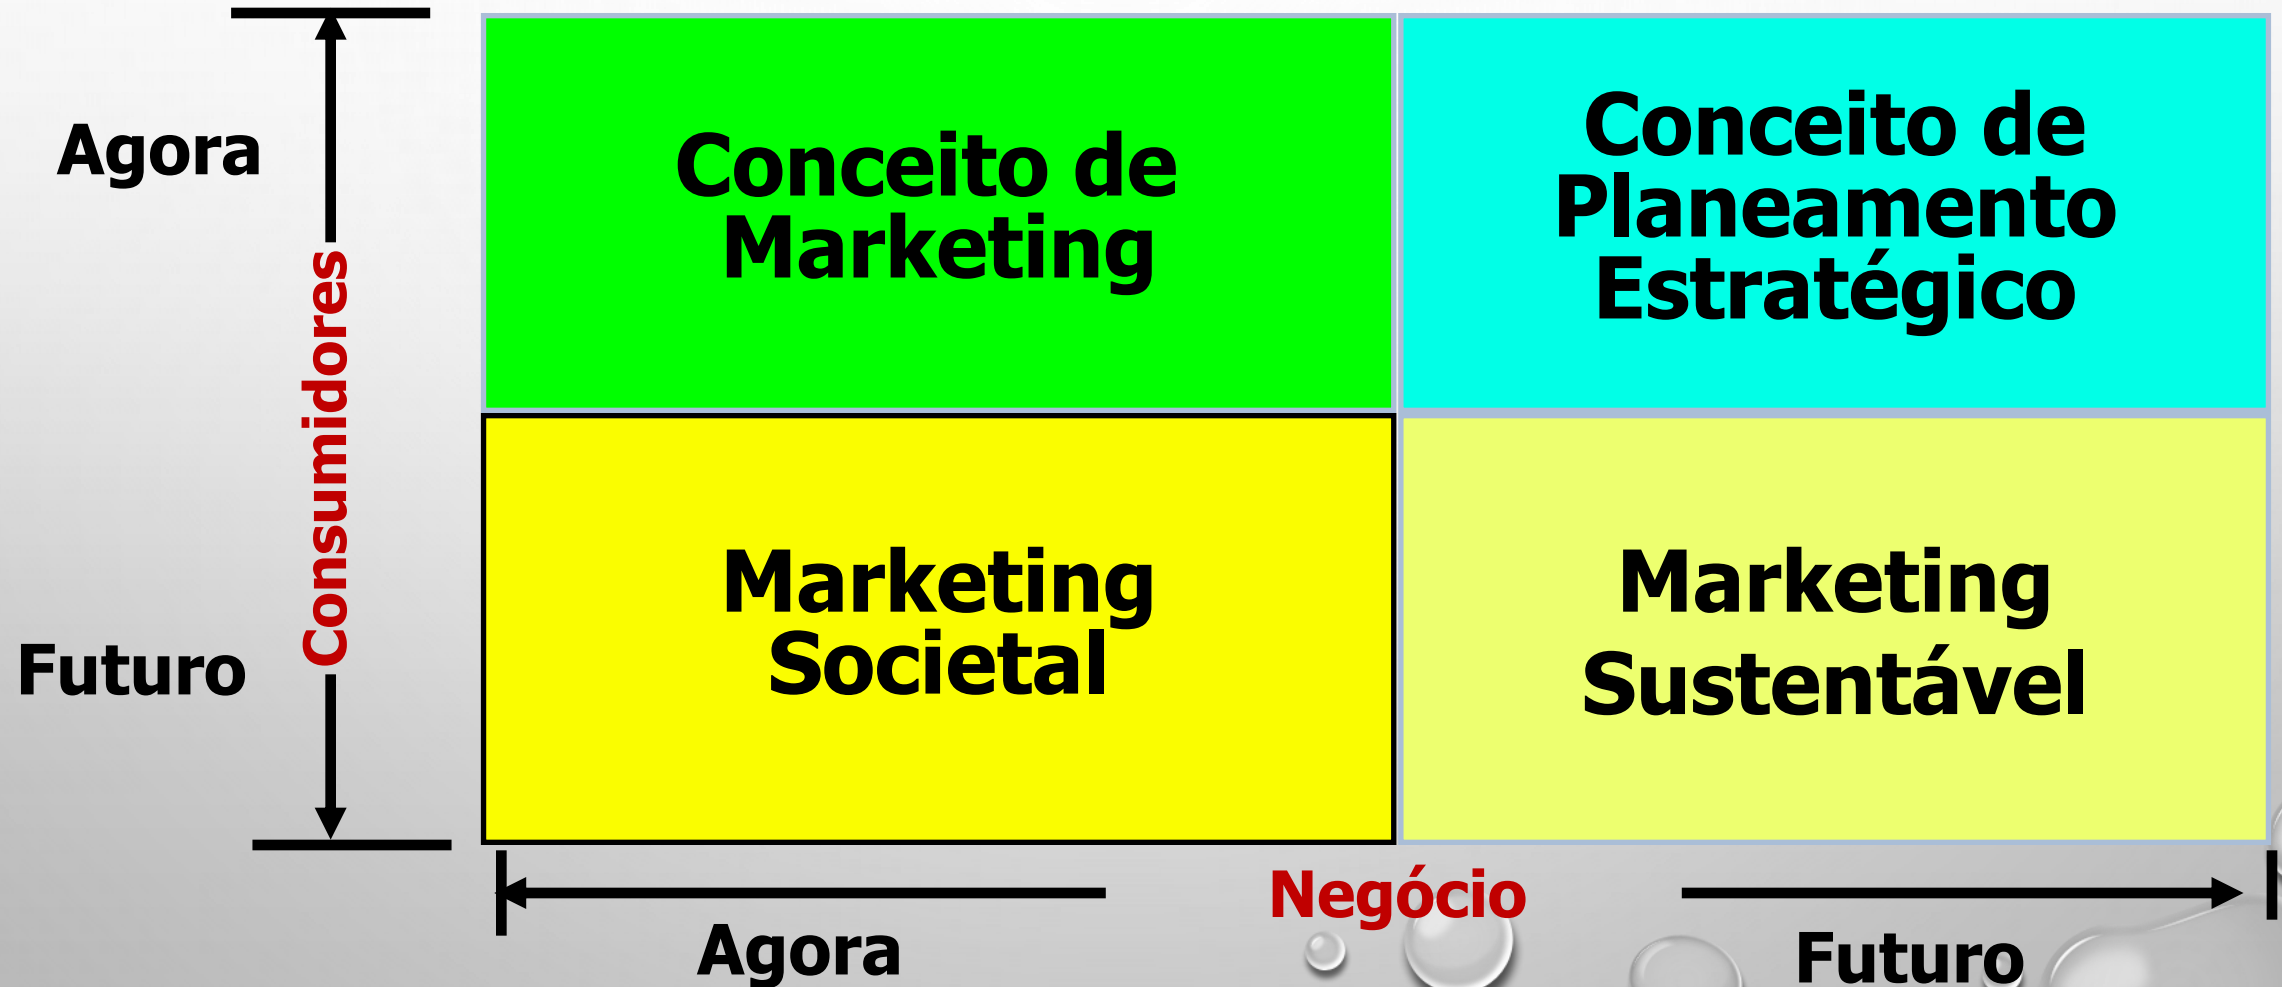 Agora
Consumidores
Futuro
Conceito de
Marketing
Conceito de
Planeamento
Estratégico
Marketing
Societal
Marketing
Sustentável
Negócio
Agora
Futuro